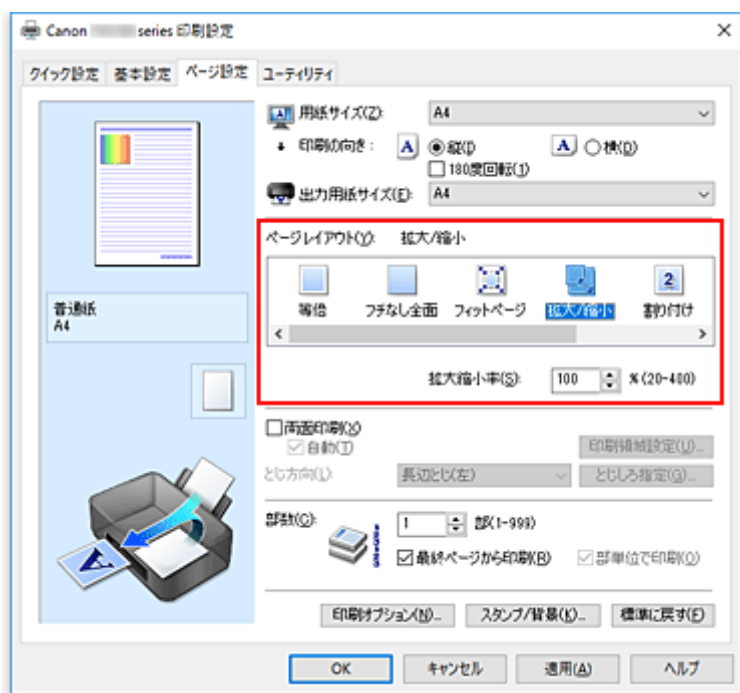 Canon series 印刷設定
クイック設定 基本設定 ページ設定 ユーティリティ
用紙サイズ(Z): A4
印刷の向き: A 縦(I) A 横(D)
180度回転(1)
出力用紙サイズ(E): A4
ページレイアウト(Y): 拡大/縮小
2
等倍 フチなし全面 フィットページ 拡大/縮小 割り付け
拡大縮小率(S): 100 % (20-400)
普通紙
A4
両面印刷(X)
自動(T) 印刷領域設定(U)...
とじ方向(L): 長辺とじ(左) とじしろ指定(G)...
部数(C): 1 部(1-999)
最終ページから印刷(R) 部単位で印刷(O)
A
印刷オプション(N)... スタンプ/背景(K)... 標準に戻す(F)
OK キャンセル 適用(A) ヘルプ